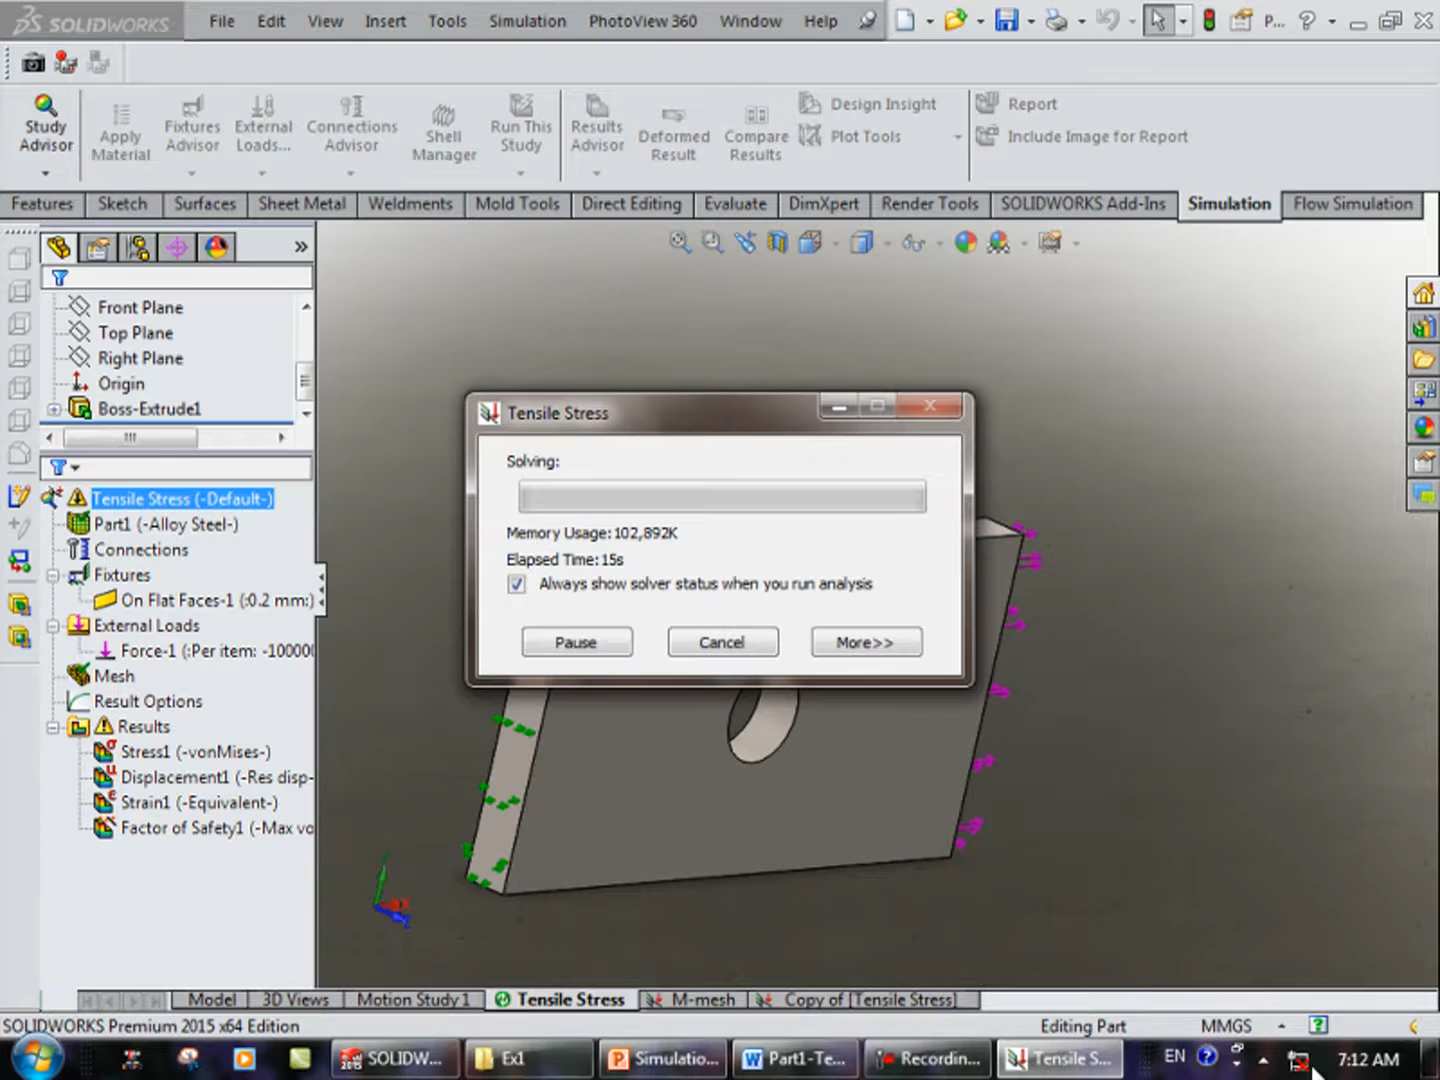 SOLIDWORKS File Edit View Insert Tools Simulation PhotoView 360 Window Help P... ?
Study Advisor
Apply Material
Fixtures Advisor
External Loads...
Connections Advisor
Shell Manager
Run This Study
Results Advisor
Deformed Result
Compare Results
Design Insight
Plot Tools
Report
Include Image for Report
Features Sketch Surfaces Sheet Metal Weldments Mold Tools Direct Editing Evaluate DimXpert Render Tools SOLIDWORKS Add-Ins Simulation Flow Simulation
Front Plane
Top Plane
Right Plane
Origin
Boss-Extrude1
Tensile Stress (-Default-)
Part1 (-Alloy Steel-)
Connections
Fixtures
On Flat Faces-1 (:0.2 mm:)
External Loads
Force-1 (:Per item: -100000
Mesh
Result Options
Results
Stress1 (-vonMises-)
Displacement1 (-Res disp-
Strain1 (-Equivalent-)
Factor of Safety1 (-Max vo
Tensile Stress
Solving:
Memory Usage: 102,892K
Elapsed Time: 15s
Always show solver status when you run analysis
Pause Cancel More>>
Model 3D Views Motion Study 1 Tensile Stress M-mesh Copy of [Tensile Stress]
SOLIDWORKS Premium 2015 x64 Edition Editing Part MMGS ?
SOLIDW... Ex1 Simulatio... Part1-Te... Recordin... Tensile S... EN ? 7:12 AM